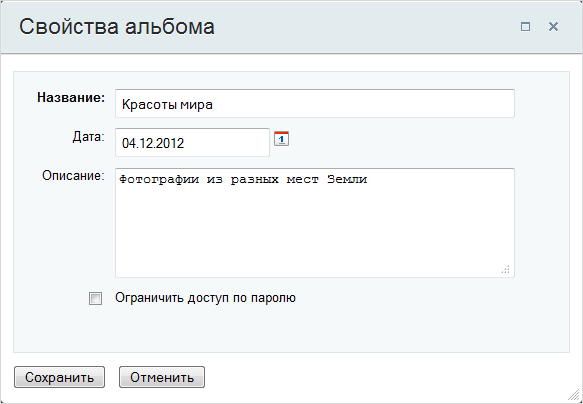 Свойства альбома
Название:
Красоты мира
Дата:
04.12.2012
1
Описание:
Фотографии из разных мест Земли
Ограничить доступ по паролю
Сохранить
Отменить